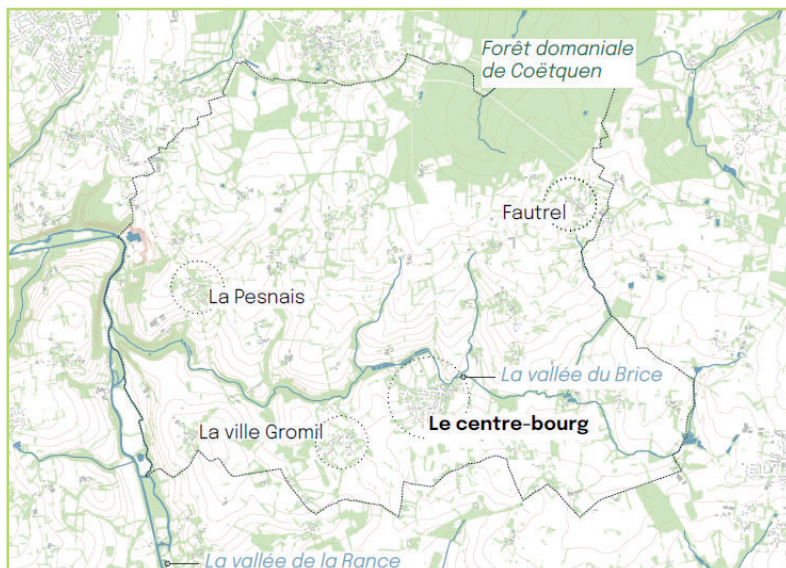 Forêt domaniale
de Coëtquen
Fautrel
La Pesnais
La vallée du Brice
Le centre-bourg
La ville Gromil
La vallée de la Rance